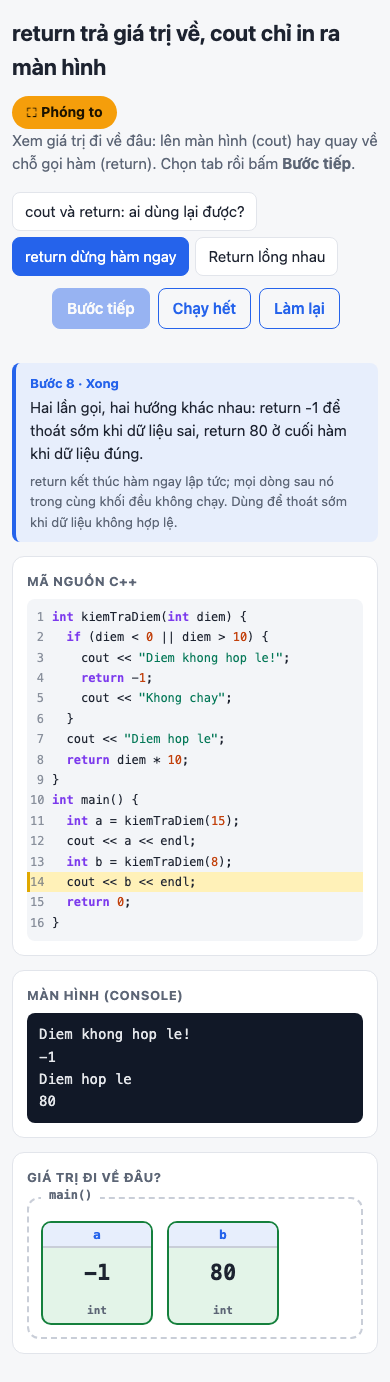 return trả giá trị về, cout chỉ in ra
màn hình
⛶ Phóng to
Xem giá trị đi về đâu: lên màn hình (cout) hay quay về
chỗ gọi hàm (return). Chọn tab rồi bấm Bước tiếp.
cout và return: ai dùng lại được?
return dừng hàm ngay
Return lồng nhau
Bước tiếp
Chạy hết
Làm lại
Bước 8 · Xong
Hai lần gọi, hai hướng khác nhau: return -1 để
thoát sớm khi dữ liệu sai, return 80 ở cuối hàm
khi dữ liệu đúng.
return kết thúc hàm ngay lập tức; mọi dòng sau nó
trong cùng khối đều không chạy. Dùng để thoát sớm
khi dữ liệu không hợp lệ.
MÃ NGUỒN C++
1 int kiemTraDiem(int diem) {
2   if (diem < 0 || diem > 10) {
3     cout << "Diem khong hop le!";
4     return -1;
5     cout << "Khong chay";
6   }
7   cout << "Diem hop le";
8   return diem * 10;
9 }
10 int main() {
11   int a = kiemTraDiem(15);
12   cout << a << endl;
13   int b = kiemTraDiem(8);
14   cout << b << endl;
15   return 0;
16 }
MÀN HÌNH (CONSOLE)
Diem khong hop le!
-1
Diem hop le
80
GIÁ TRỊ ĐI VỀ ĐÂU?
main()
a
b
-1
80
int
int